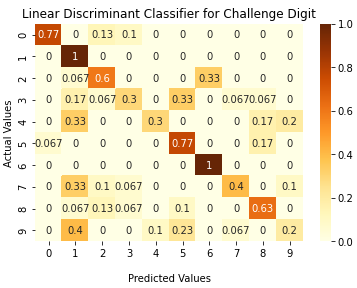 Linear Discriminant Classifier for Challenge Digit
0 0.77 0 0.13 0.1 0 0 0 0 0 0
1 0 1 0 0 0 0 0 0 0 0
2 0 0.067 0.6 0 0 0 0.33 0 0 0
3 0 0.17 0.067 0.3 0 0.33 0 0.067 0.067 0
4 0 0.33 0 0 0.3 0 0 0 0.17 0.2
5 0.067 0 0 0 0 0.77 0 0 0.17 0
6 0 0 0 0 0 0 1 0 0 0
7 0 0.33 0.1 0.067 0 0 0 0.4 0 0.1
8 0 0.067 0.13 0.067 0 0.1 0 0 0.63 0
9 0 0.4 0 0 0.1 0.23 0 0.067 0 0.2
0 1 2 3 4 5 6 7 8 9
Predicted Values
Actual Values
1.0
0.8
0.6
0.4
0.2
0.0